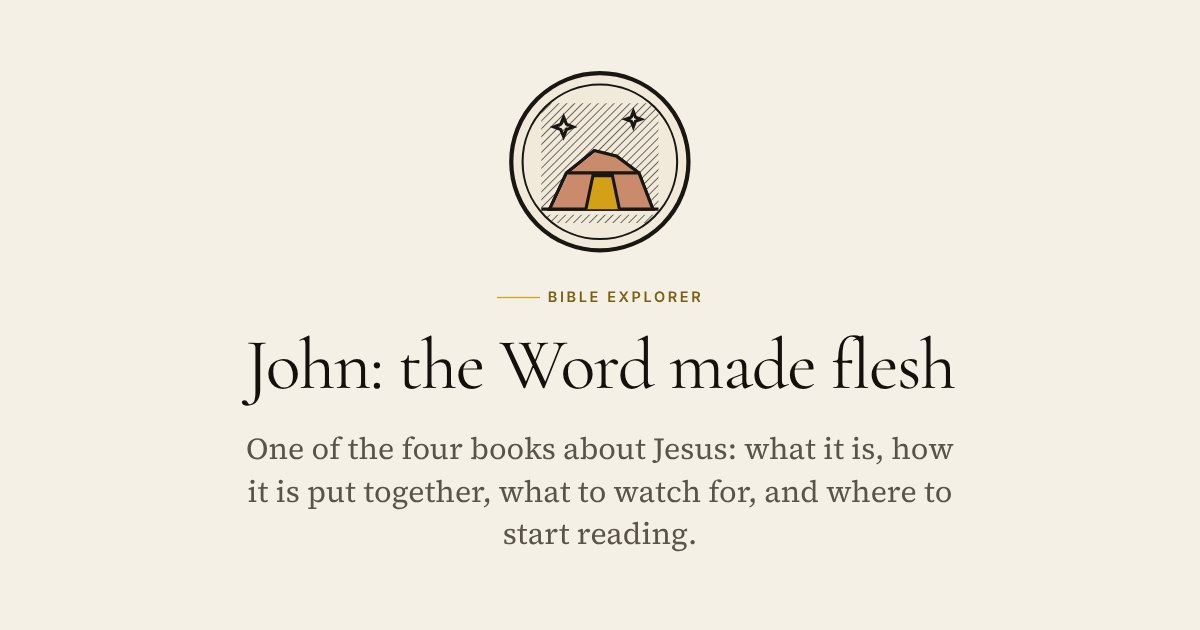 BIBLE EXPLORER
John: the Word made flesh
One of the four books about Jesus: what it is, how
it is put together, what to watch for, and where to
start reading.